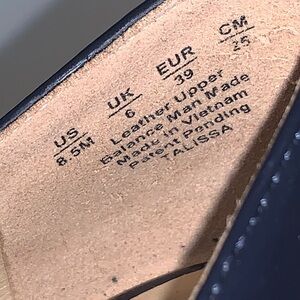 US UK EUR CM
8.5M 6 39 25
Leather Upper
Balance Man Made
Made in Vietnam
Patent Pending
TALISSA